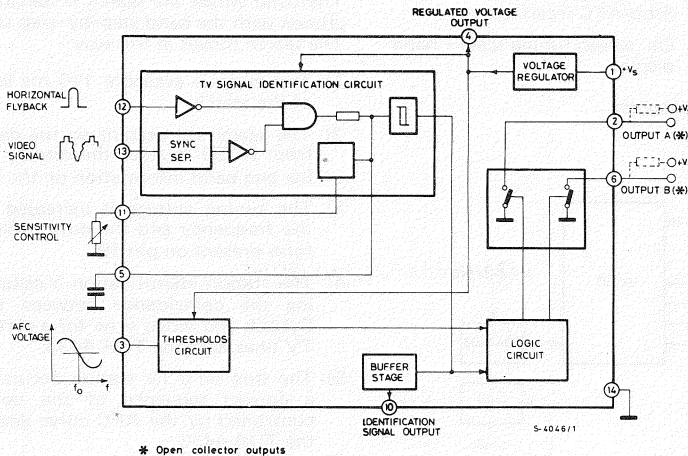 REGULATED VOLTAGE
OUTPUT
4
VOLTAGE
REGULATOR
1
+Vs
TV SIGNAL IDENTIFICATION CIRCUIT
HORIZONTAL
FLYBACK
12
2
+V
OUTPUT A (*)
VIDEO
SIGNAL
13
SYNC
SEP.
6
+V
OUTPUT B (*)
11
SENSITIVITY
CONTROL
5
AFC
VOLTAGE
fo
f
3
THRESHOLDS
CIRCUIT
BUFFER
STAGE
LOGIC
CIRCUIT
14
10
IDENTIFICATION
SIGNAL OUTPUT
S-4046/1
* Open collector outputs